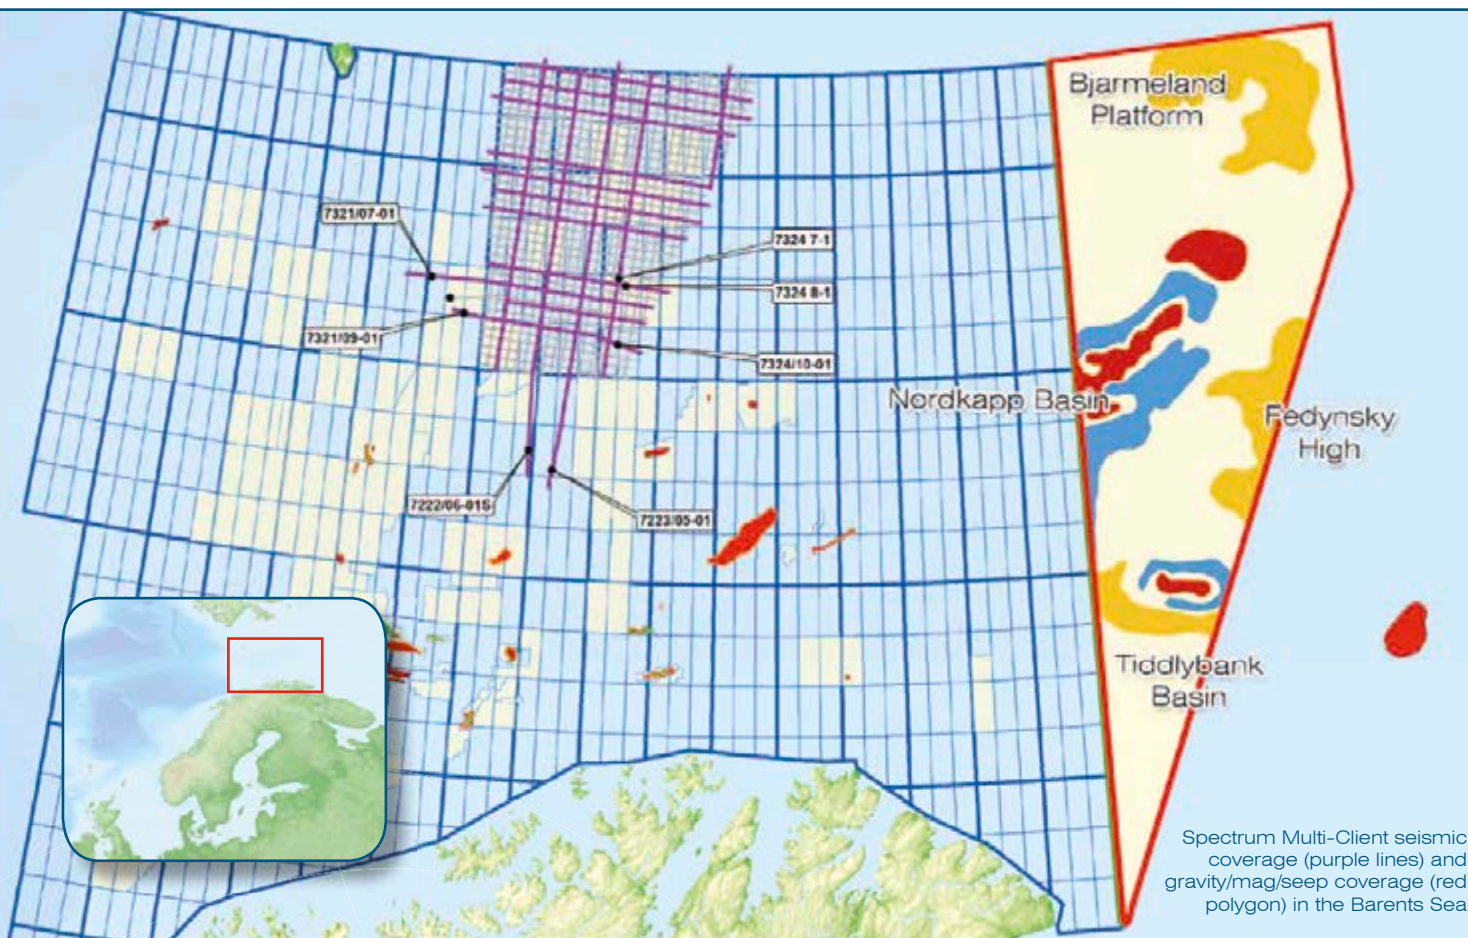 Bjarmeland
Platform
7321/07-01
7324 7-1
7324 8-1
7321/09-01
7324/10-01
Nordkapp Basin
Fedynsky
High
7222/06-01S
7223/05-01
Tiddlybank
Basin
Spectrum Multi-Client seismic
coverage (purple lines) and
gravity/mag/seep coverage (red
polygon) in the Barents Sea